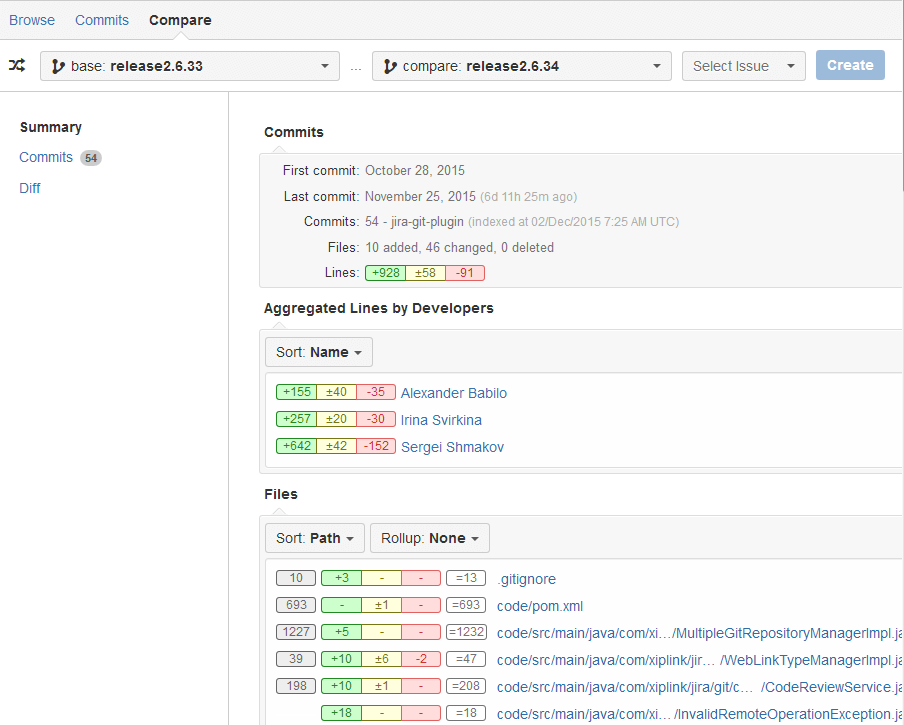 Browse Commits Compare
base: release2.6.33 ... compare: release2.6.34 Select Issue Create
Summary
Commits 54
Diff
Commits
First commit: October 28, 2015
Last commit: November 25, 2015 (6d 11h 25m ago)
Commits: 54 - jira-git-plugin (indexed at 02/Dec/2015 7:25 AM UTC)
Files: 10 added, 46 changed, 0 deleted
Lines: +928 ±58 -91
Aggregated Lines by Developers
Sort: Name
+155 ±40 -35 Alexander Babilo
+257 ±20 -30 Irina Svirkina
+642 ±42 -152 Sergei Shmakov
Files
Sort: Path Rollup: None
10 +3 - - =13 .gitignore
693 - ±1 - =693 code/pom.xml
1227 +5 - - =1232 code/src/main/java/com/xi… /MultipleGitRepositoryManagerImpl.ja
39 +10 ±6 -2 =47 code/src/main/java/com/xiplink/jir… /WebLinkTypeManagerImpl.ja
198 +10 ±1 - =208 code/src/main/java/com/xiplink/jira/git/c… /CodeReviewService.ja
+18 - - =18 code/src/main/java/com/xi… /InvalidRemoteOperationException.ja